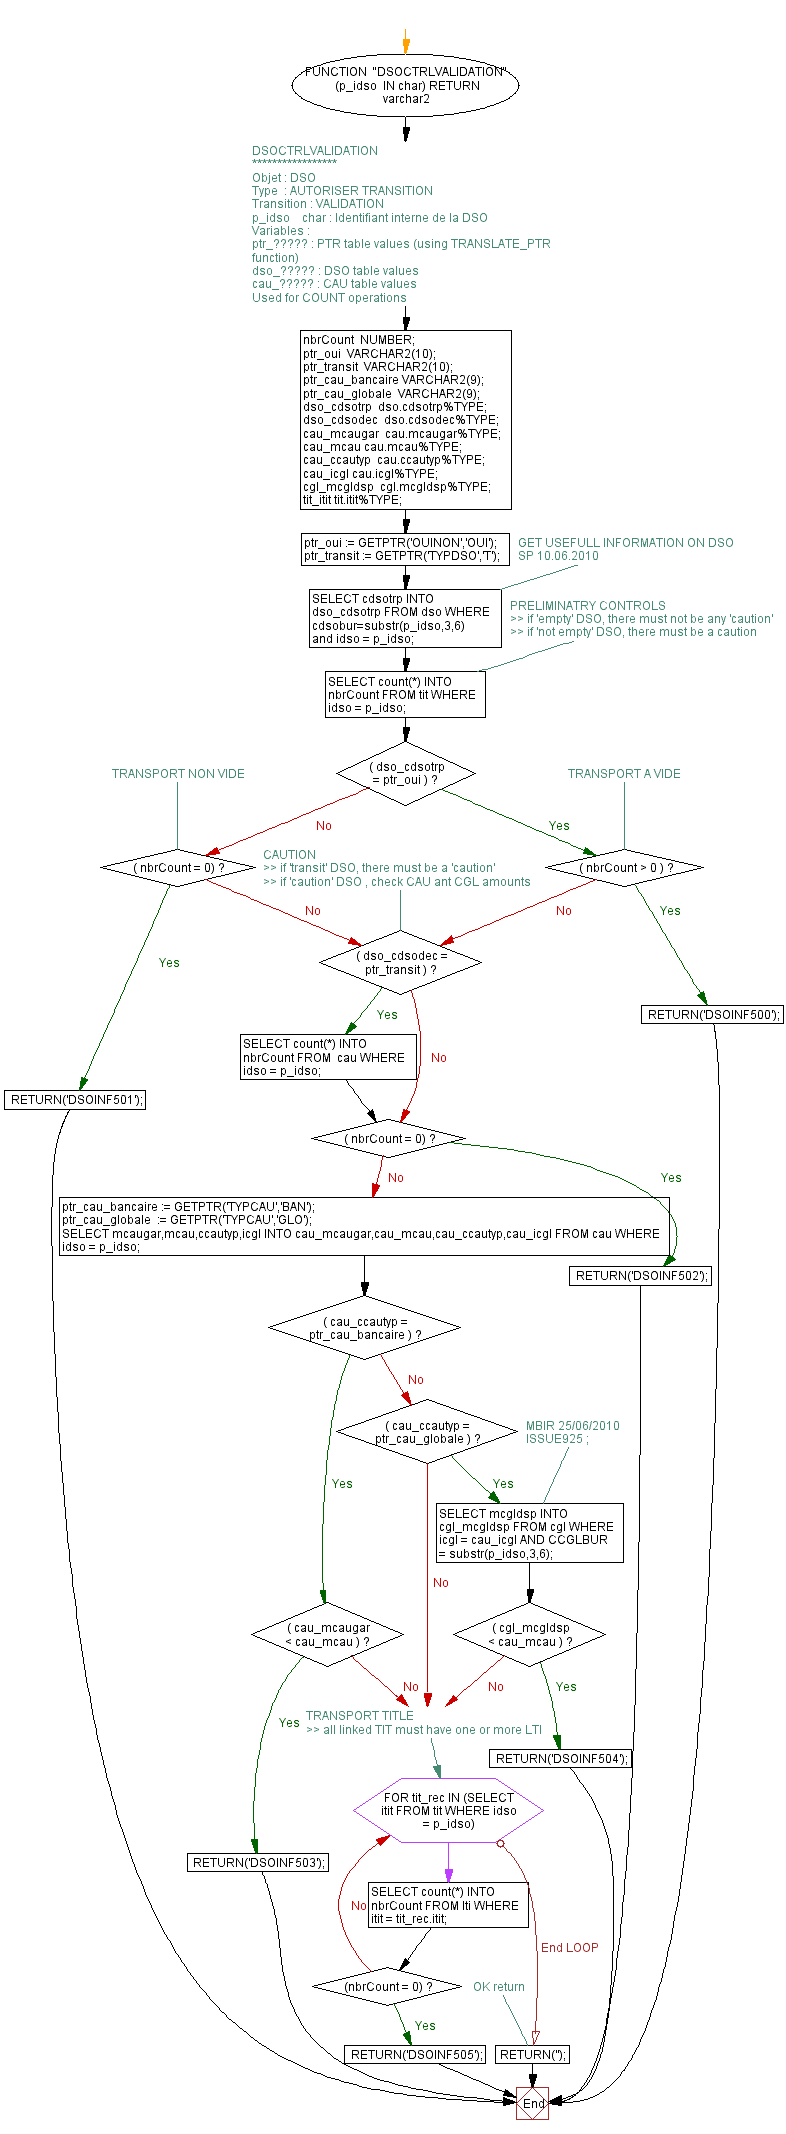 FUNCTION "DSOCTRLVALIDATION"
(p_idso IN char) RETURN
varchar2
DSOCTRLVALIDATION
*****************
Objet : DSO
Type : AUTORISER TRANSITION
Transition : VALIDATION
p_idso char : Identifiant interne de la DSO
Variables :
ptr_????? : PTR table values (using TRANSLATE_PTR
function)
dso_????? : DSO table values
cau_????? : CAU table values
Used for COUNT operations
nbrCount NUMBER;
ptr_oui VARCHAR2(10);
ptr_transit VARCHAR2(10);
ptr_cau_bancaire VARCHAR2(9);
ptr_cau_globale VARCHAR2(9);
dso_cdsotrp dso.cdsotrp%TYPE;
dso_cdsodec dso.cdsodec%TYPE;
cau_mcaugar cau.mcaugar%TYPE;
cau_mcau cau.mcau%TYPE;
cau_ccautyp cau.ccautyp%TYPE;
cau_icgl cau.icgl%TYPE;
cgl_mcgldsp cgl.mcgldsp%TYPE;
tit_itit tit.itit%TYPE;
ptr_oui := GETPTR('OUINON','OUI');
ptr_transit := GETPTR('TYPDSO','T');
GET USEFULL INFORMATION ON DSO
SP 10.06.2010
SELECT cdsotrp INTO
dso_cdsotrp FROM dso WHERE
cdsobur=substr(p_idso,3,6)
and idso = p_idso;
PRELIMINATRY CONTROLS
>> if 'empty' DSO, there must not be any 'caution'
>> if 'not empty' DSO, there must be a caution
SELECT count(*) INTO
nbrCount FROM tit WHERE
idso = p_idso;
( dso_cdsotrp
= ptr_oui ) ?
TRANSPORT NON VIDE
TRANSPORT A VIDE
No
Yes
( nbrCount = 0) ?
CAUTION
>> if 'transit' DSO, there must be a 'caution'
>> if 'caution' DSO , check CAU ant CGL amounts
( nbrCount > 0 ) ?
No
No
Yes
Yes
( dso_cdsodec =
ptr_transit ) ?
Yes
RETURN('DSOINF500');
SELECT count(*) INTO
nbrCount FROM cau WHERE
idso = p_idso;
No
RETURN('DSOINF501');
( nbrCount = 0) ?
No
Yes
ptr_cau_bancaire := GETPTR('TYPCAU','BAN');
ptr_cau_globale := GETPTR('TYPCAU','GLO');
SELECT mcaugar,mcau,ccautyp,icgl INTO cau_mcaugar,cau_mcau,cau_ccautyp,cau_icgl FROM cau WHERE
idso = p_idso;
RETURN('DSOINF502');
( cau_ccautyp =
ptr_cau_bancaire ) ?
No
( cau_ccautyp =
ptr_cau_globale ) ?
MBIR 25/06/2010
ISSUE925 ;
Yes
Yes
SELECT mcgldsp INTO
cgl_mcgldsp FROM cgl WHERE
icgl = cau_icgl AND CCGLBUR
= substr(p_idso,3,6);
No
( cau_mcaugar
< cau_mcau ) ?
( cgl_mcgldsp
< cau_mcau ) ?
No
No
Yes
Yes
TRANSPORT TITLE
>> all linked TIT must have one or more LTI
RETURN('DSOINF504');
FOR tit_rec IN (SELECT
itit FROM tit WHERE idso
= p_idso)
RETURN('DSOINF503');
SELECT count(*) INTO
nbrCount FROM lti WHERE
itit = tit_rec.itit;
No
End LOOP
(nbrCount = 0) ?
OK return
Yes
RETURN('DSOINF505');
RETURN('');
End